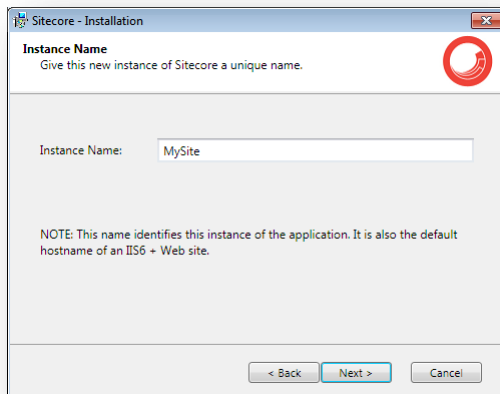 Sitecore - Installation
Instance Name
Give this new instance of Sitecore a unique name.
Instance Name:
MySite
NOTE: This name identifies this instance of the application. It is also the default
hostname of an IIS6 + Web site.
< Back
Next >
Cancel